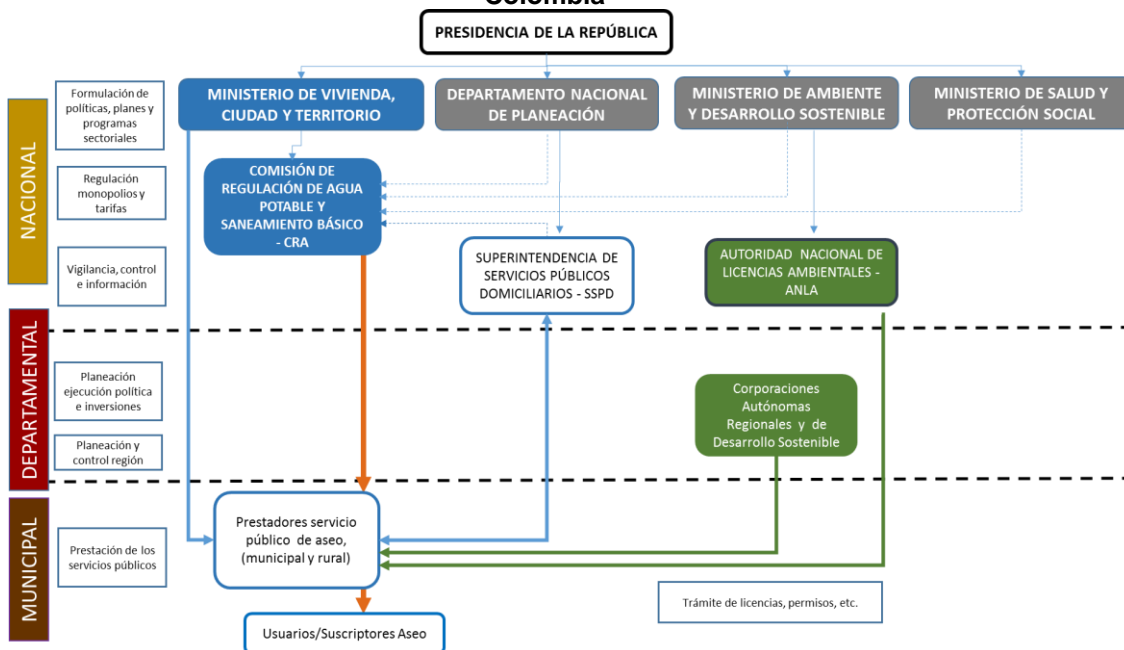 Colombia
PRESIDENCIA DE LA REPÚBLICA
NACIONAL
Formulación de
políticas, planes y
programas
sectoriales
MINISTERIO DE VIVIENDA,
CIUDAD Y TERRITORIO
DEPARTAMENTO NACIONAL
DE PLANEACIÓN
MINISTERIO DE AMBIENTE
Y DESARROLLO SOSTENIBLE
MINISTERIO DE SALUD Y
PROTECCIÓN SOCIAL
Regulación
monopolios y
tarifas
COMISIÓN DE
REGULACIÓN DE AGUA
POTABLE Y
SANEAMIENTO BÁSICO
- CRA
Vigilancia, control
e información
SUPERINTENDENCIA DE
SERVICIOS PÚBLICOS
DOMICILIARIOS - SSPD
AUTORIDAD NACIONAL DE
LICENCIAS AMBIENTALES -
ANLA
DEPARTAMENTAL
Planeación
ejecución política
e inversiones
Corporaciones
Autónomas
Regionales y de
Desarrollo Sostenible
Planeación y
control región
MUNICIPAL
Prestación de los
servicios públicos
Prestadores servicio
público de aseo,
(municipal y rural)
Trámite de licencias, permisos, etc.
Usuarios/Suscriptores Aseo